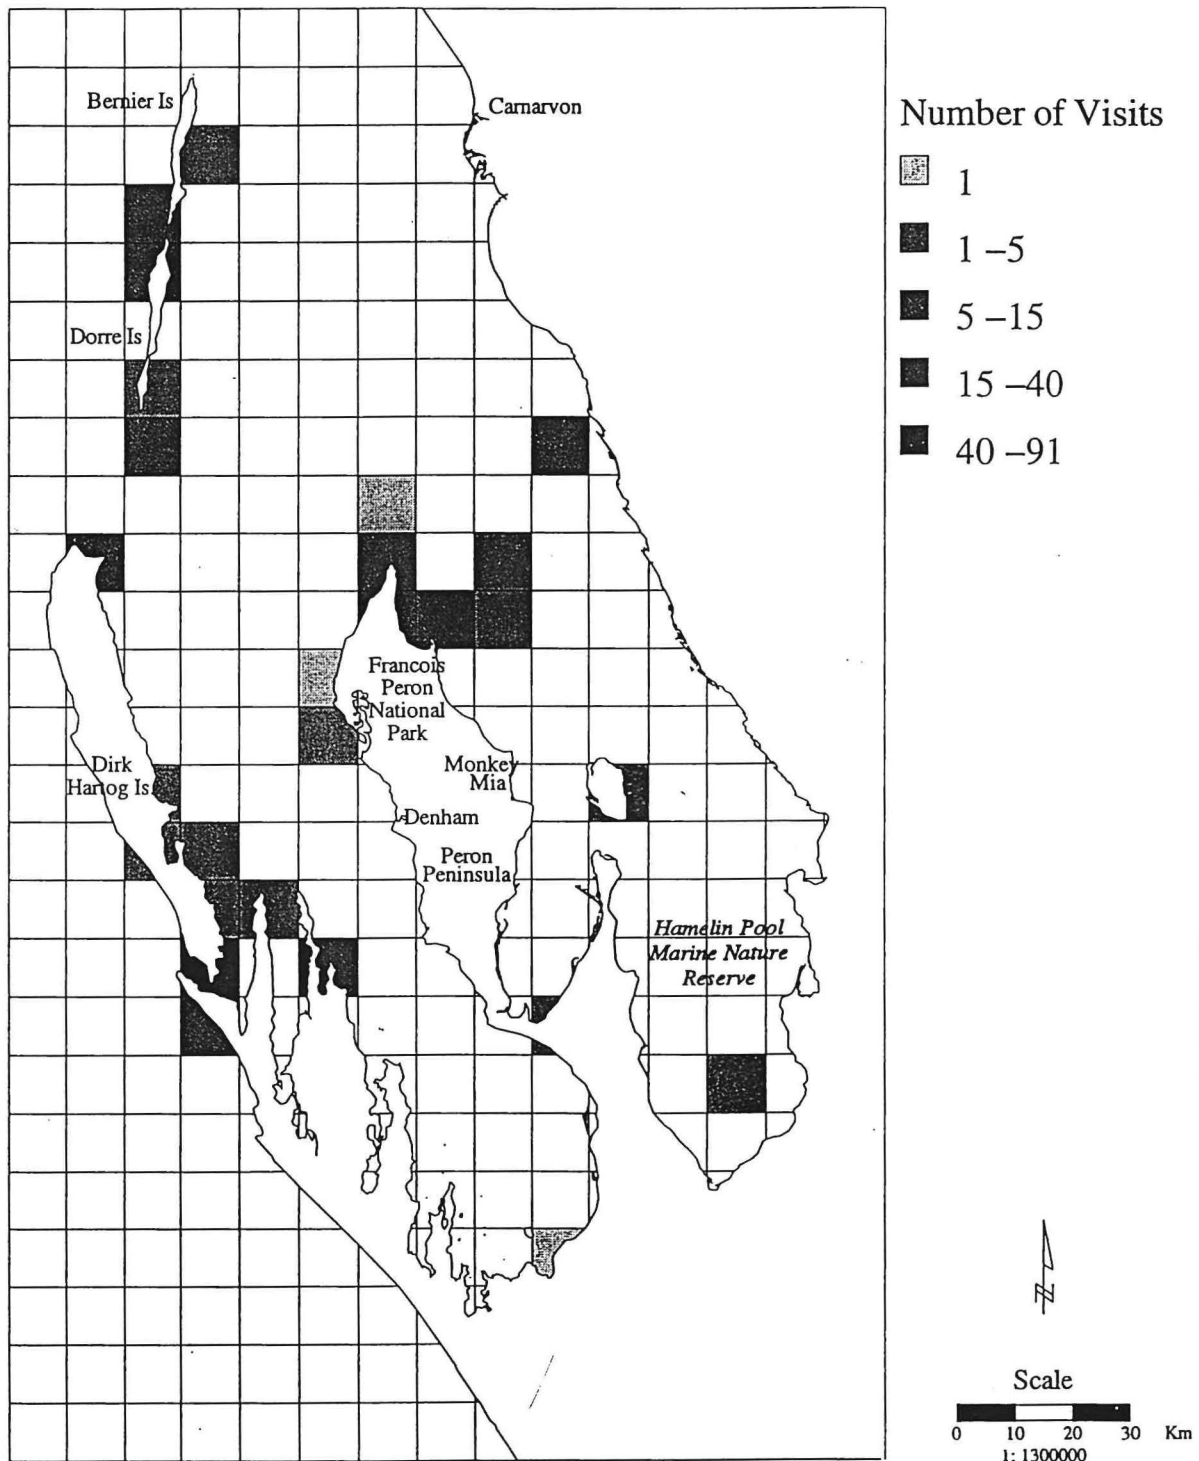 Bernier Is
Carnarvon
Dorre Is
Francois
Peron
National
Park
Dirk
Hartog Is
Monkey
Mia
Denham
Peron
Peninsula
Hamelin Pool
Marine Nature
Reserve
Number of Visits
1
1 –5
5 –15
15 –40
40 –91
N
Scale
0 10 20 30 Km
1: 1300000